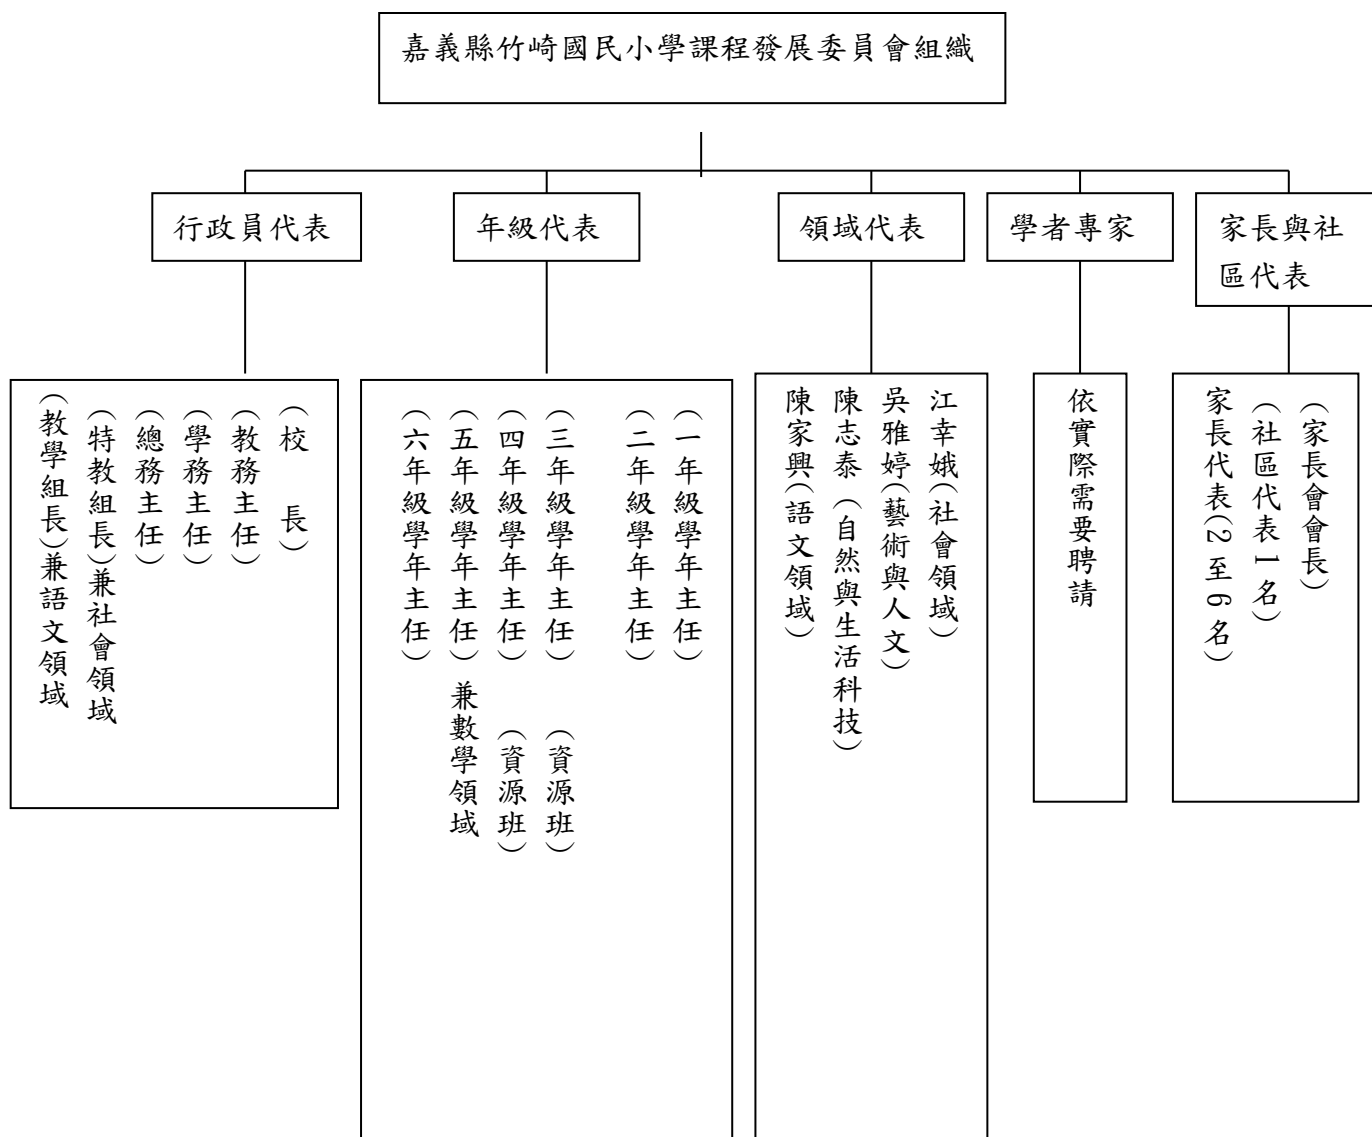 嘉義縣竹崎國民小學課程發展委員會組織
行政員代表
年級代表
領域代表
學者專家
家長與社
區代表
(校　長)
(教務主任)
(學務主任)
(總務主任)
(特教組長)兼社會領域
(教學組長)兼語文領域
(一年級學年主任)
(二年級學年主任)
(三年級學年主任)　(資源班)
(四年級學年主任)　(資源班)
(五年級學年主任) 兼數學領域
(六年級學年主任)
江幸娥(社會領域)
吳雅婷(藝術與人文)
陳志泰 (自然與生活科技)
陳家興(語文領域)
依實際需要聘請
(家長會會長)
(社區代表1名)
家長代表(2至6名)